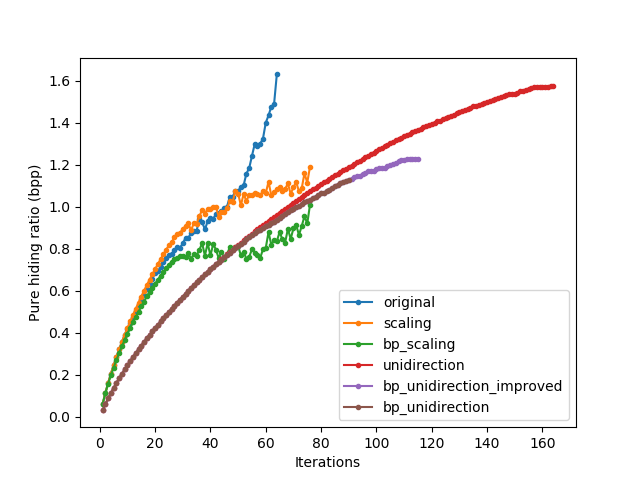 Pure hiding ratio (bpp)
1.6
1.4
1.2
1.0
0.8
0.6
0.4
0.2
0.0
0 20 40 60 80 100 120 140 160
Iterations
original
scaling
bp_scaling
unidirection
bp_unidirection_improved
bp_unidirection